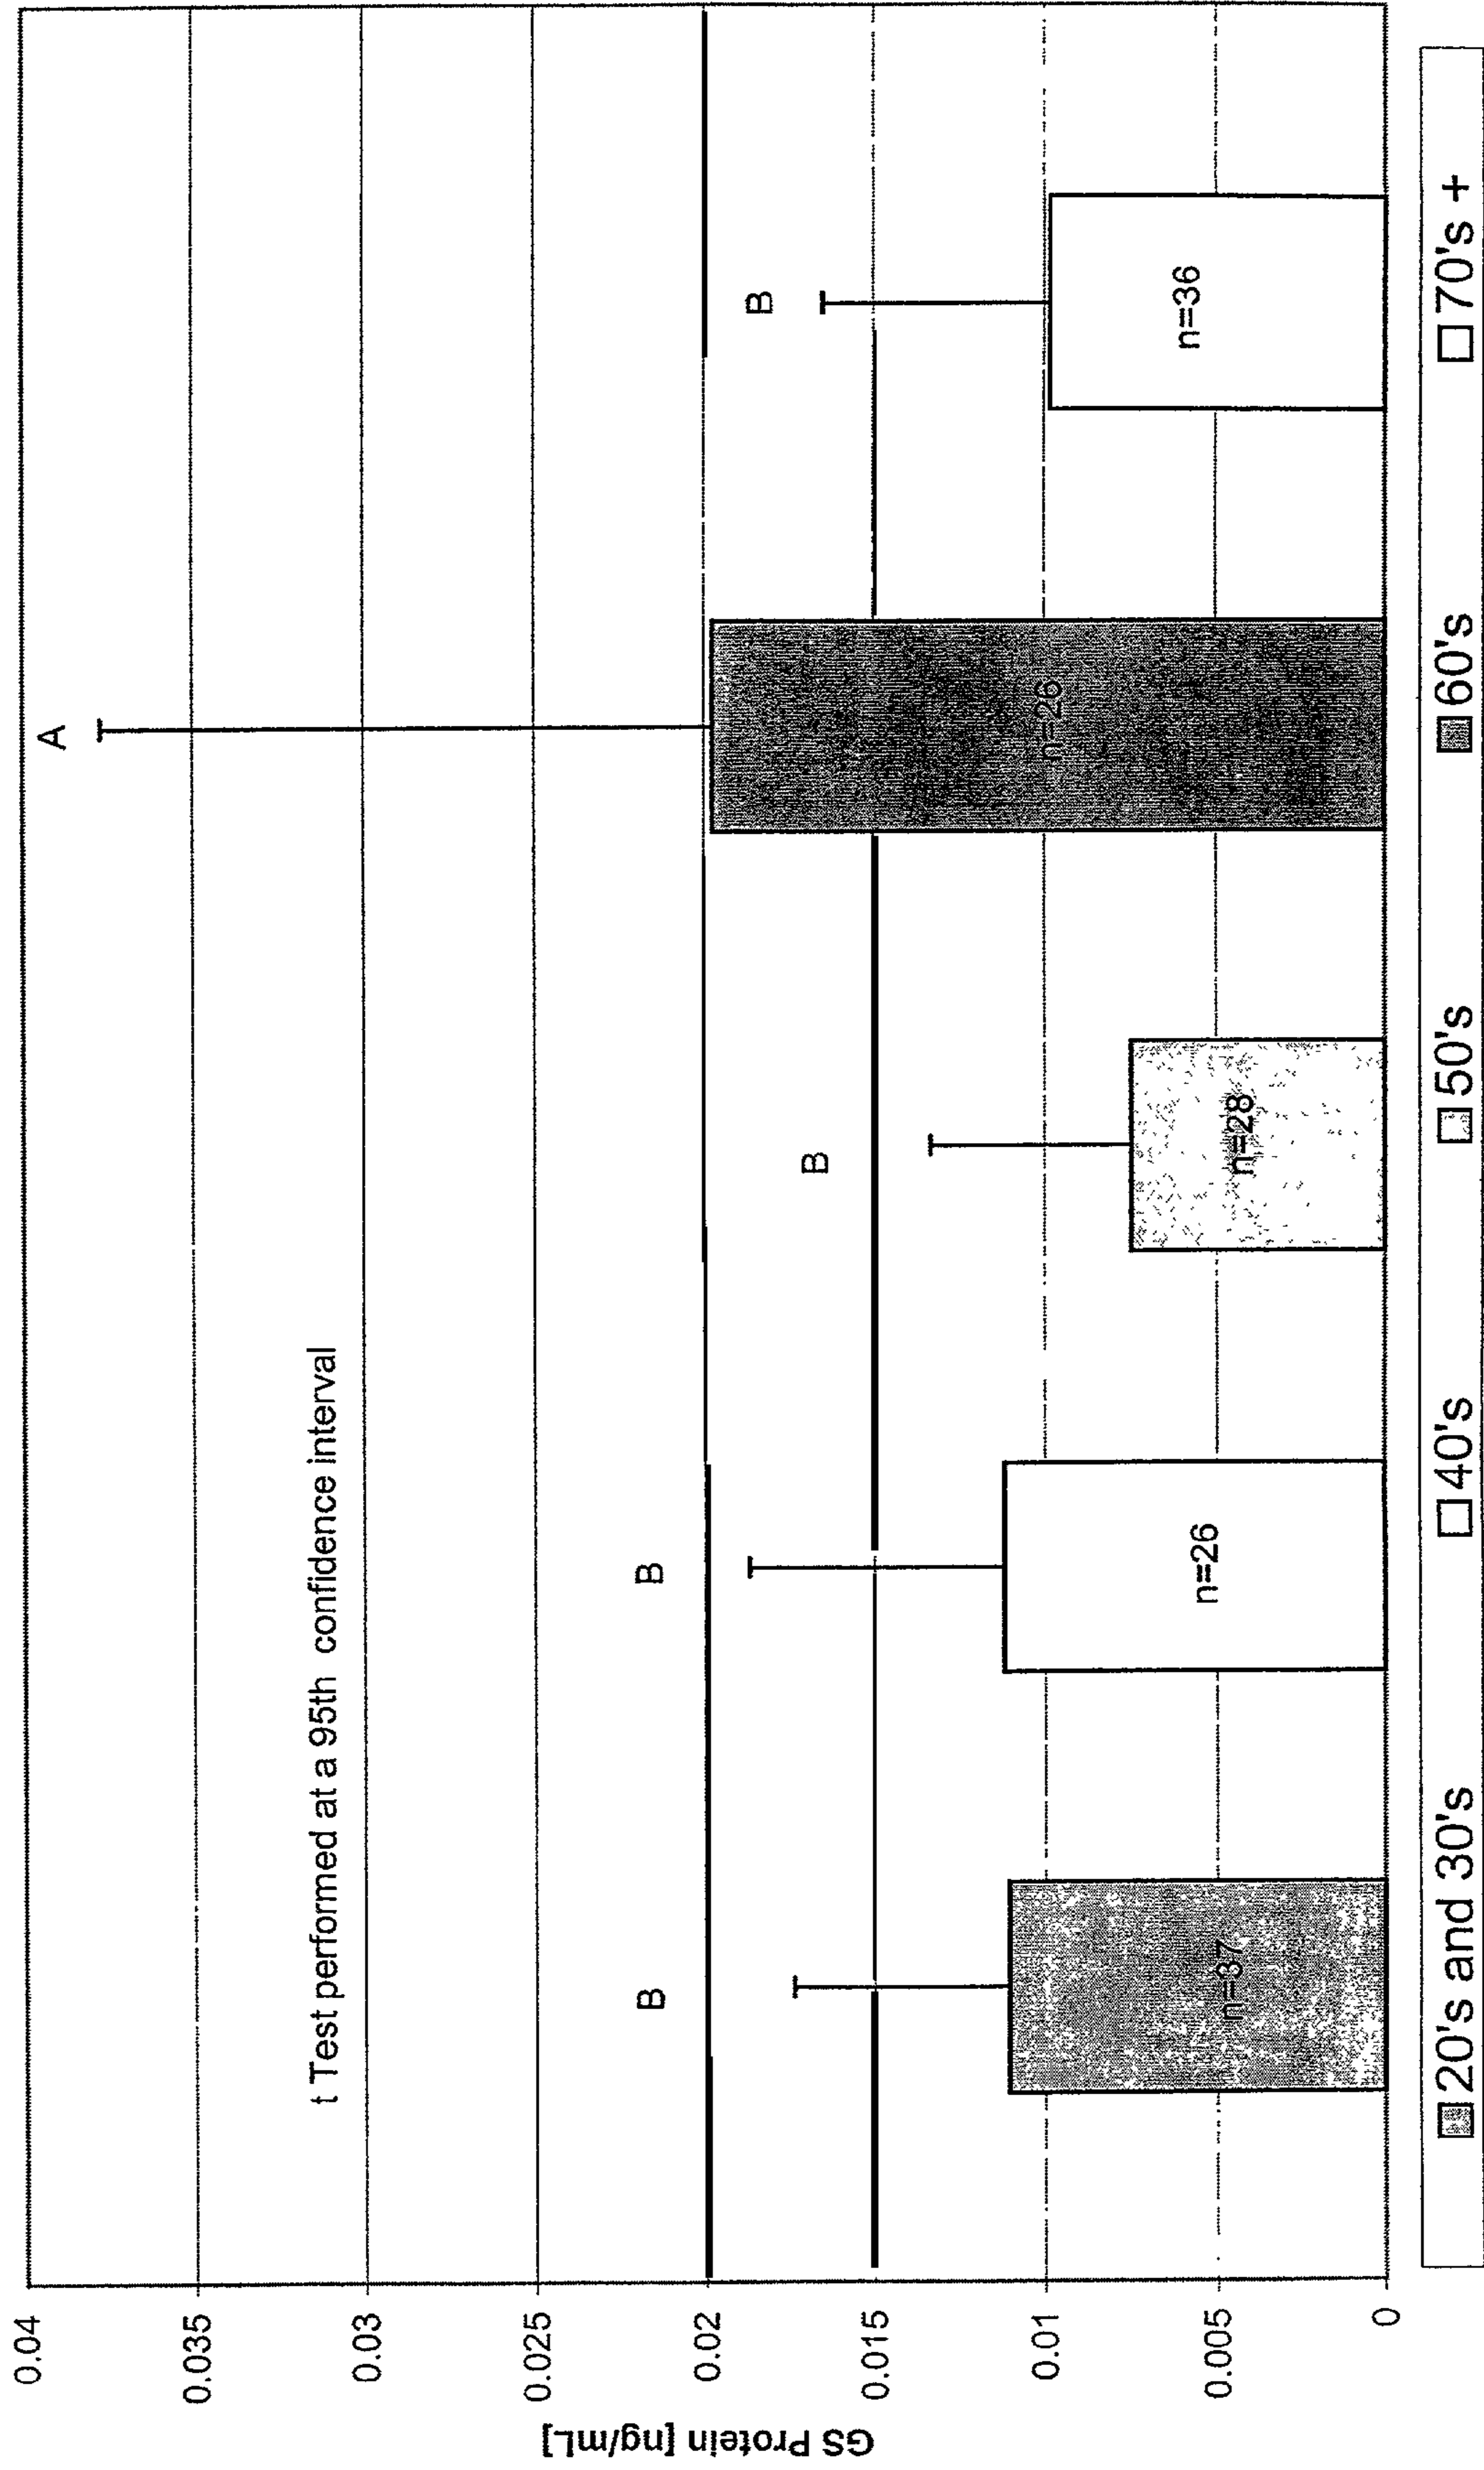 GS Protein [ng/mL]
0.04
0.035
0.03
0.025
0.02
0.015
0.01
0.005
0
t Test performed at a 95th confidence interval
B
B
B
A
B
n=37
n=26
n=28
n=26
n=36
20's and 30's
40's
50's
60's
70's +